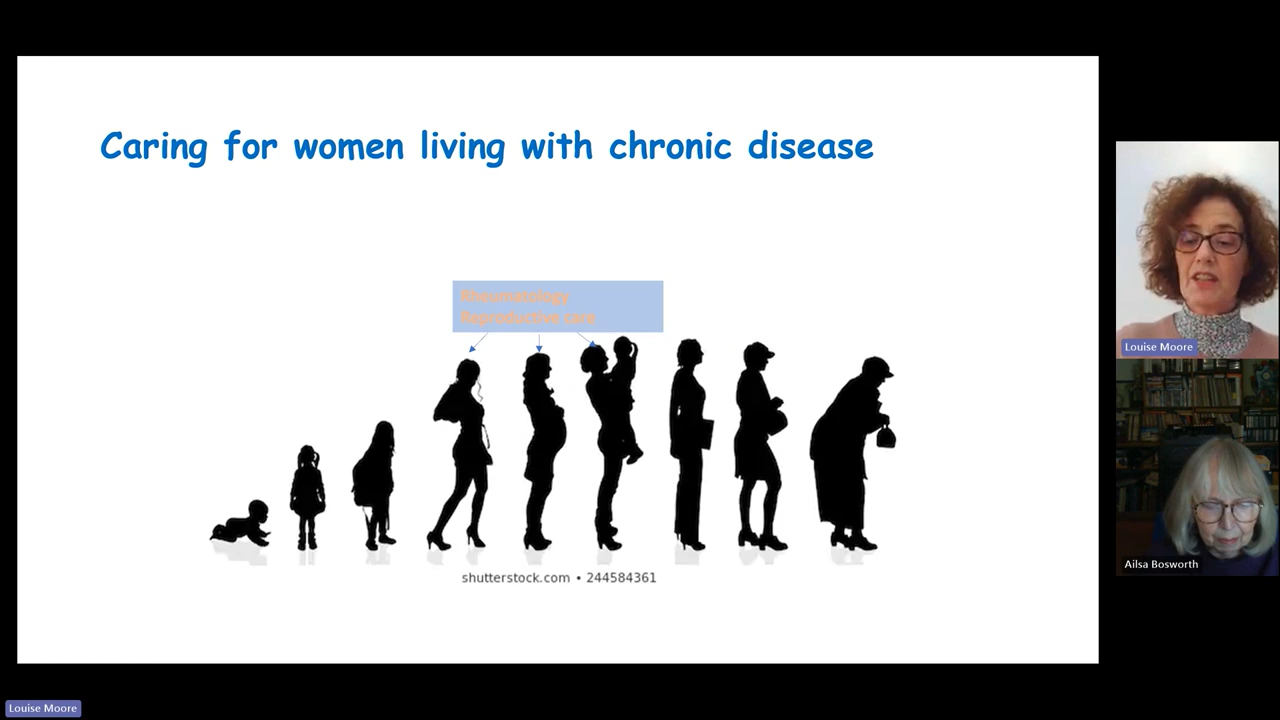 Caring for women living with chronic disease
Rheumatology
Reproductive care
shutterstock.com • 244584361
Louise Moore
Ailsa Bosworth
Louise Moore